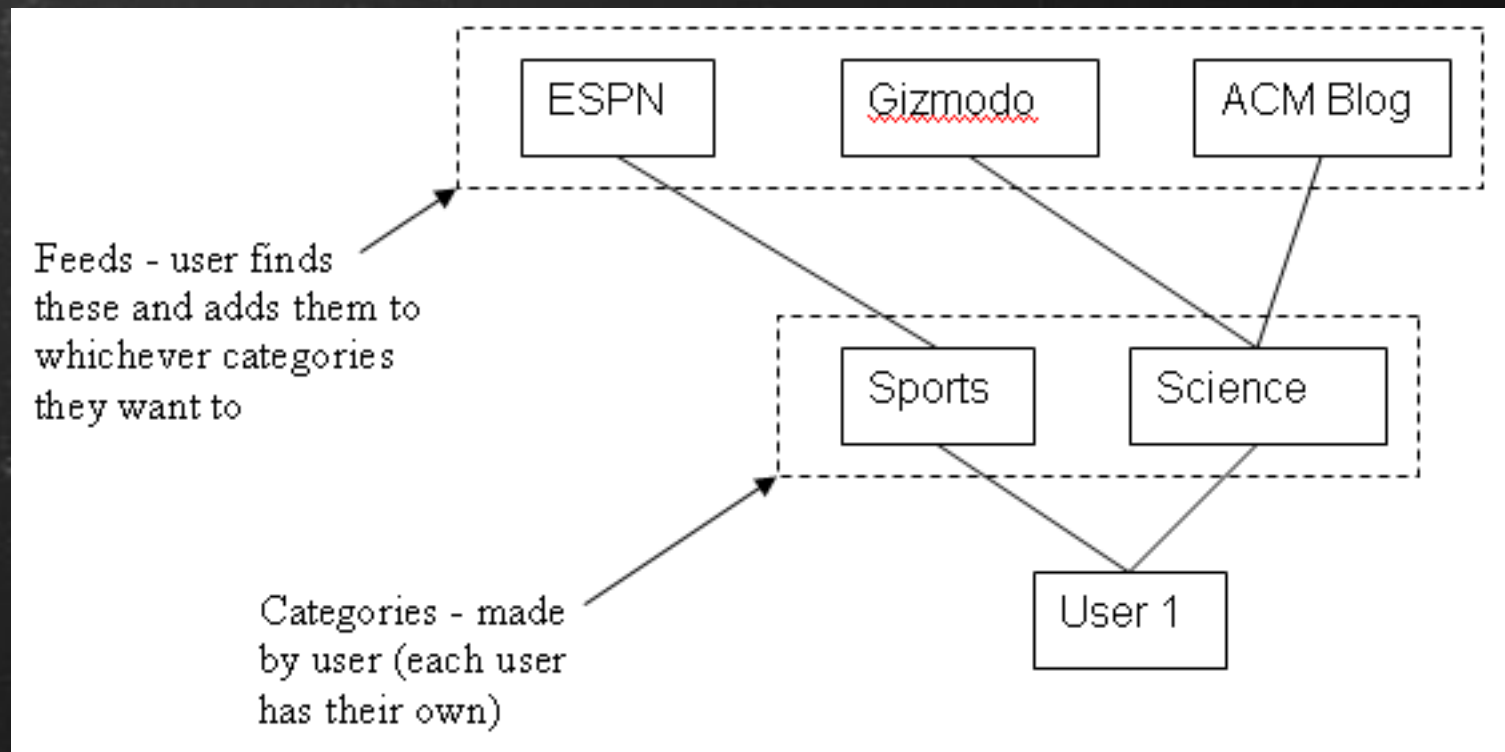 ESPN
Gizmodo
ACM Blog
Feeds - user finds
these and adds them to
whichever categories
they want to
Sports
Science
Categories - made
by user (each user
has their own)
User 1